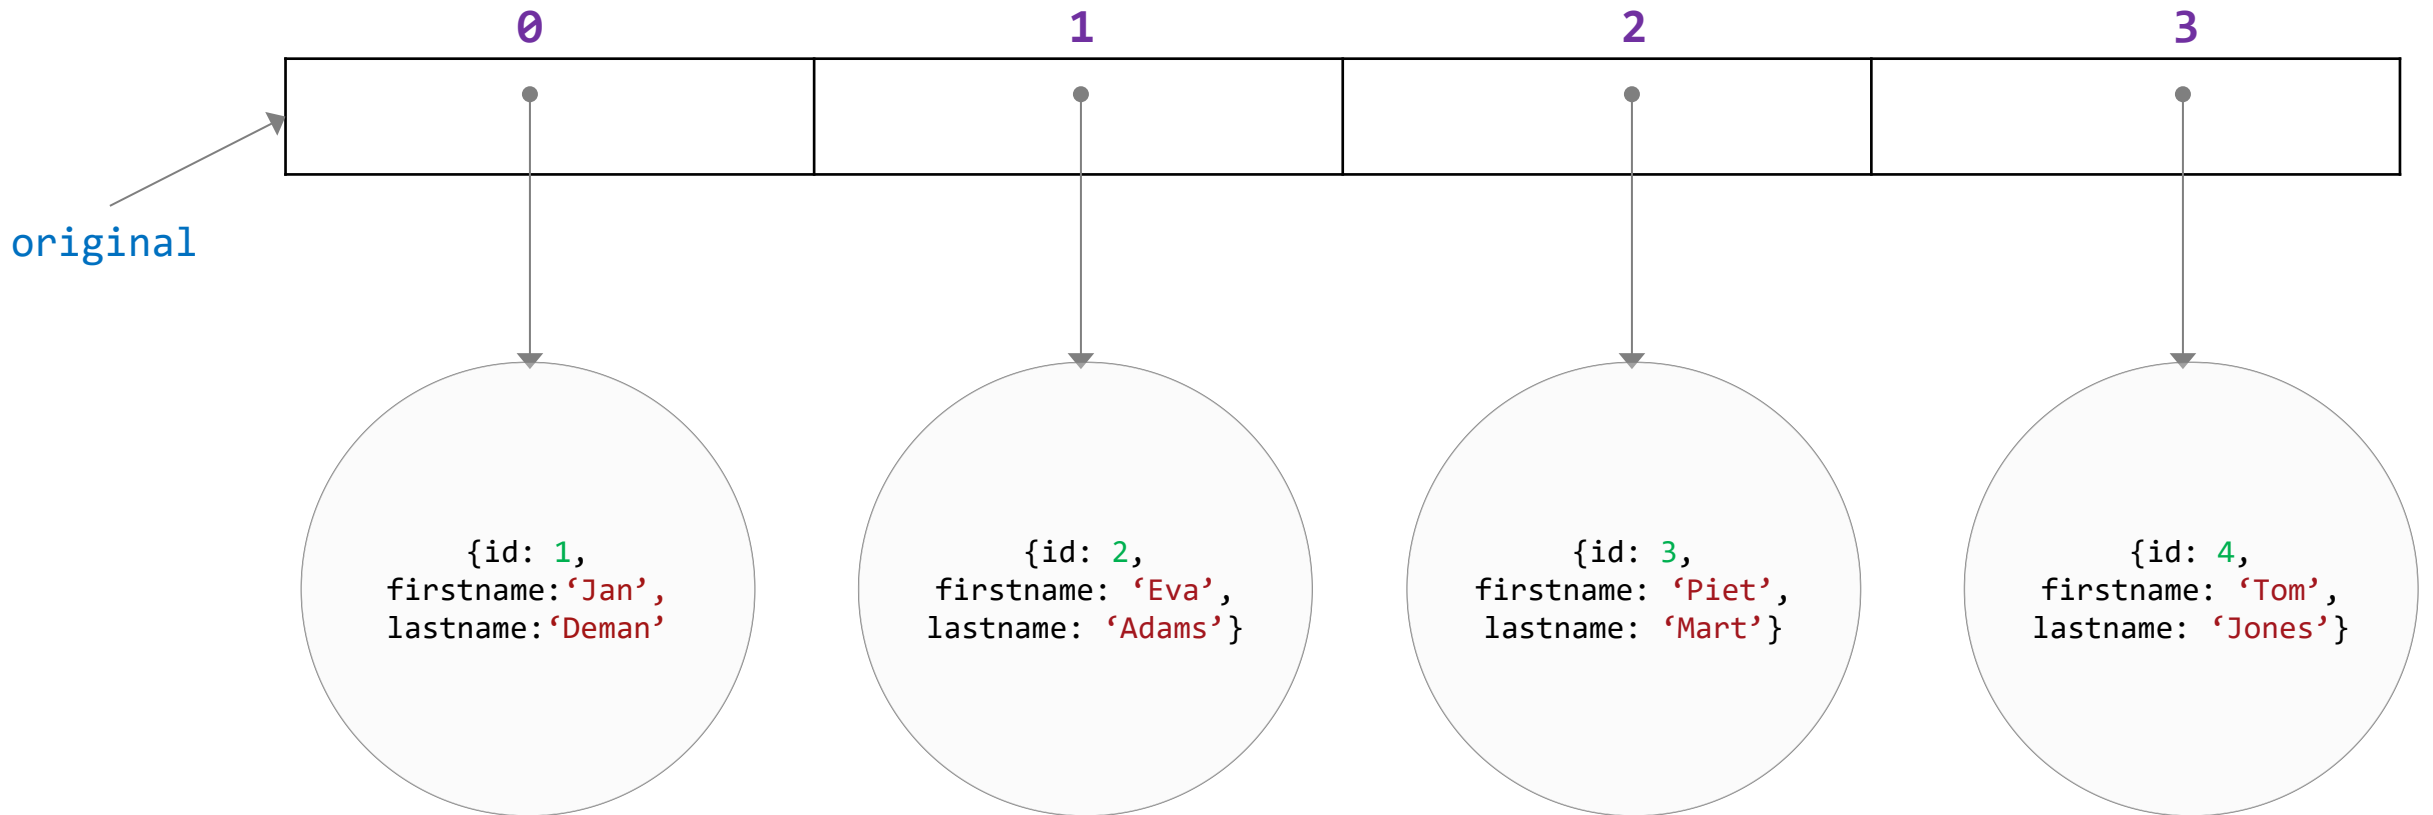 0 1 2 3
original
{id: 1,
firstname:‘Jan’,
lastname:‘Deman’
{id: 2,
firstname: ‘Eva’,
lastname: ‘Adams’}
{id: 3,
firstname: ‘Piet’,
lastname: ‘Mart’}
{id: 4,
firstname: ‘Tom’,
lastname: ‘Jones’}